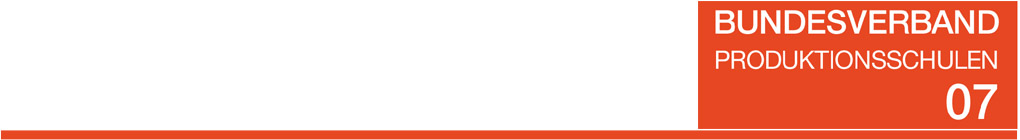 BUNDESVERBAND
PRODUKTIONSSCHULEN
07